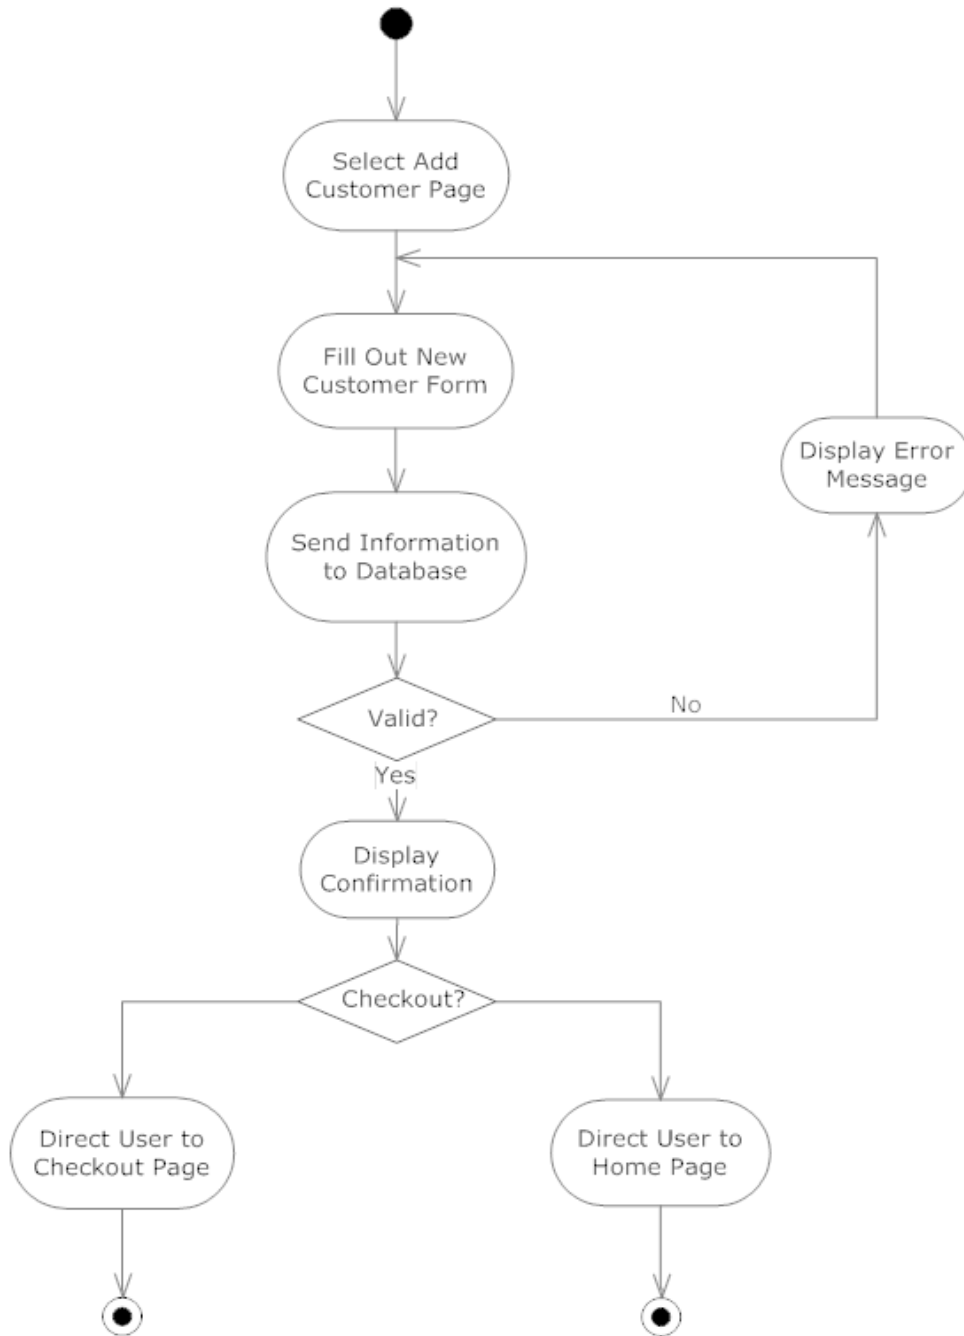 Select Add
Customer Page
Fill Out New
Customer Form
Display Error
Message
Send Information
to Database
Valid?
No
Yes
Display
Confirmation
Checkout?
Direct User to
Checkout Page
Direct User to
Home Page